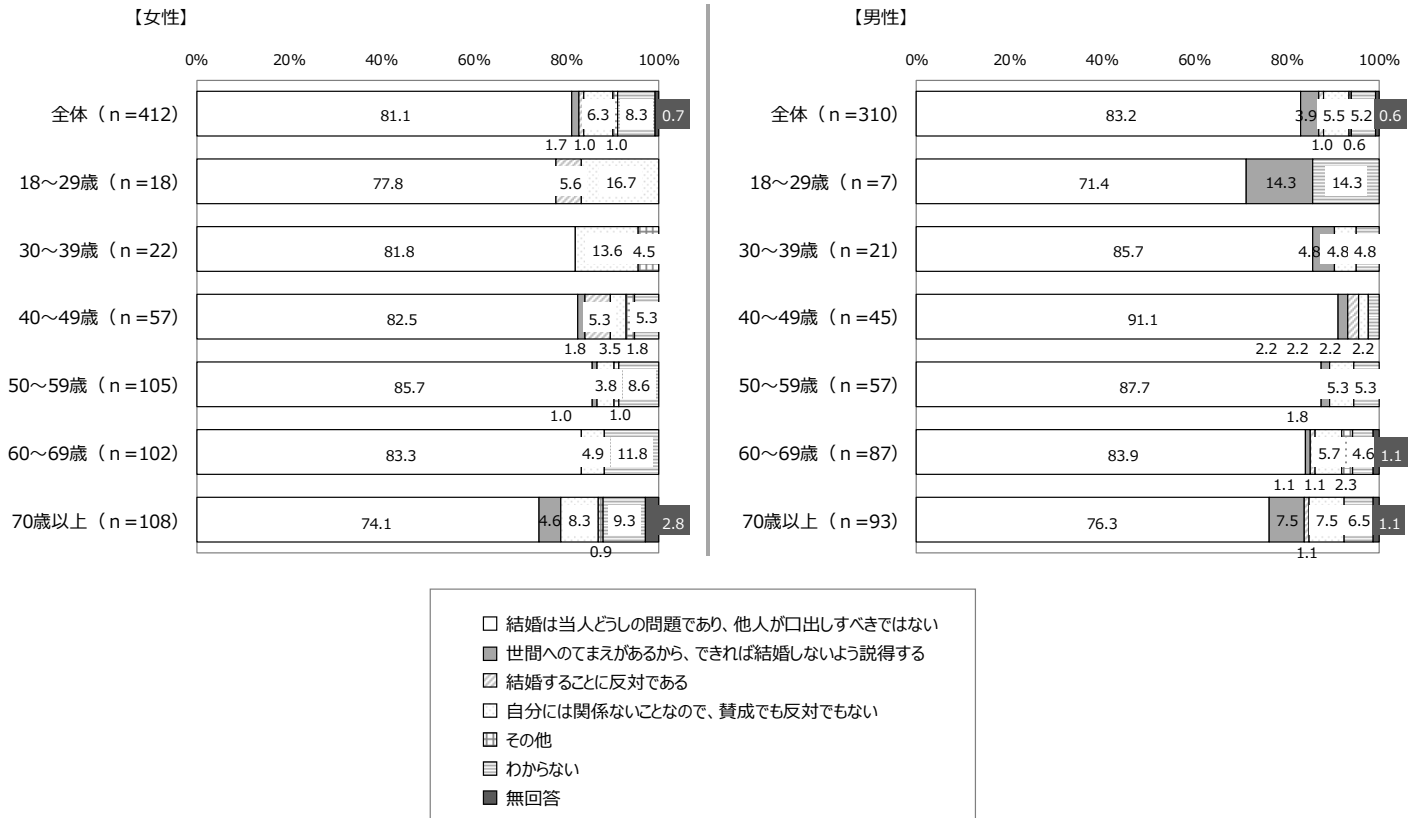 【女性】
0% 20% 40% 60% 80% 100%
全体（n＝412） 81.1 6.3 8.3 0.7
1.7 1.0 1.0
18～29歳（n＝18） 77.8 5.6 16.7
30～39歳（n＝22） 81.8 13.6 4.5
40～49歳（n＝57） 82.5 5.3 5.3
1.8 3.5 1.8
50～59歳（n＝105） 85.7 3.8 8.6
1.0 1.0
60～69歳（n＝102） 83.3 4.9 11.8
70歳以上（n＝108） 74.1 4.6 8.3 9.3 2.8
0.9
【男性】
0% 20% 40% 60% 80% 100%
全体（n＝310） 83.2 3.9 5.5 5.2 0.6
1.0 0.6
18～29歳（n＝7） 71.4 14.3 14.3
30～39歳（n＝21） 85.7 4.8 4.8 4.8
40～49歳（n＝45） 91.1
2.2 2.2 2.2 2.2
50～59歳（n＝57） 87.7 5.3 5.3
1.8
60～69歳（n＝87） 83.9 5.7 4.6 1.1
1.1 1.1 2.3
70歳以上（n＝93） 76.3 7.5 7.5 6.5 1.1
1.1
結婚は当人どうしの問題であり、他人が口出しすべきではない
世間へのてまえがあるから、できれば結婚しないよう説得する
結婚することに反対である
自分には関係ないことなので、賛成でも反対でもない
その他
わからない
無回答